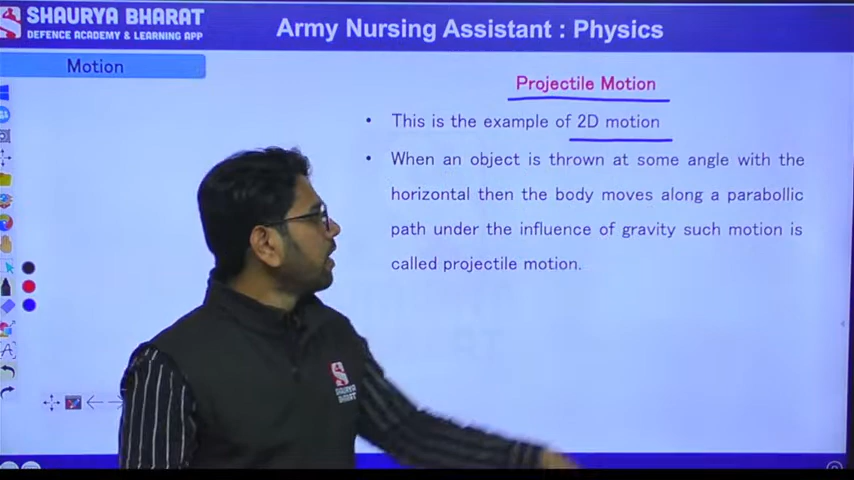 SHAURYA BHARAT
DEFENCE ACADEMY & LEARNING APP
Army Nursing Assistant : Physics
Motion
Projectile Motion
• This is the example of 2D motion
• When an object is thrown at some angle with the
horizontal then the body moves along a parabollic
path under the influence of gravity such motion is
called projectile motion.
SHAURYA
BHARAT